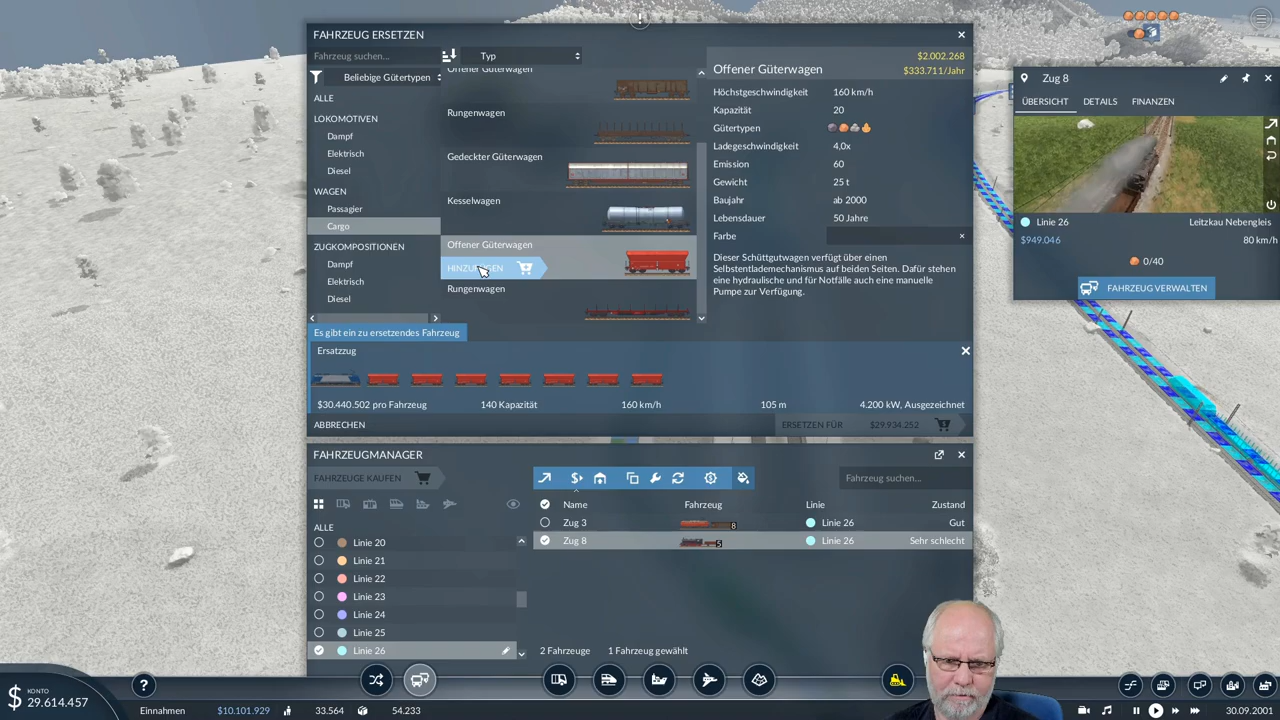 FAHRZEUG ERSETZEN
Fahrzeug suchen...
Typ
Beliebige Gütertypen
ALLE
LOKOMOTIVEN
Dampf
Elektrisch
Diesel
WAGEN
Passagier
Cargo
ZUGKOMPOSITIONEN
Dampf
Elektrisch
Diesel
Offener Güterwagen
Rungenwagen
Gedeckter Güterwagen
Kesselwagen
Offener Güterwagen
Rungenwagen
$2.002.268
Offener Güterwagen $333.711/Jahr
Höchstgeschwindigkeit 160 km/h
Kapazität 20
Gütertypen
Ladegeschwindigkeit 4,0x
Emission 60
Gewicht 25 t
Baujahr ab 2000
Lebensdauer 50 Jahre
Farbe
Dieser Schüttgutwagen verfügt über einen
Selbstentlademechanismus auf beiden Seiten. Dafür stehen
eine hydraulische und für Notfälle auch eine manuelle
Pumpe zur Verfügung.
Es gibt ein zu ersetzendes Fahrzeug
Ersatzzug
$30.440.502 pro Fahrzeug 140 Kapazität 160 km/h 105 m 4.200 kW, Ausgezeichnet
ABBRECHEN ERSETZEN FÜR $29.934.252
Zug 8
ÜBERSICHT DETAILS FINANZEN
Linie 26 Leitzkau Nebengleis
$949.046 80 km/h
0/40
FAHRZEUG VERWALTEN
FAHRZEUGMANAGER
FAHRZEUGE KAUFEN
Fahrzeug suchen...
ALLE
Linie 20
Linie 21
Linie 22
Linie 23
Linie 24
Linie 25
Linie 26
Name Fahrzeug Linie Zustand
Zug 3 8 Linie 26 Gut
Zug 8 5 Linie 26 Sehr schlecht
2 Fahrzeuge 1 Fahrzeug gewählt
KONTO
$ 29.614.457
?
Einnahmen $10.101.929 33.564 54.233
30.09.2001